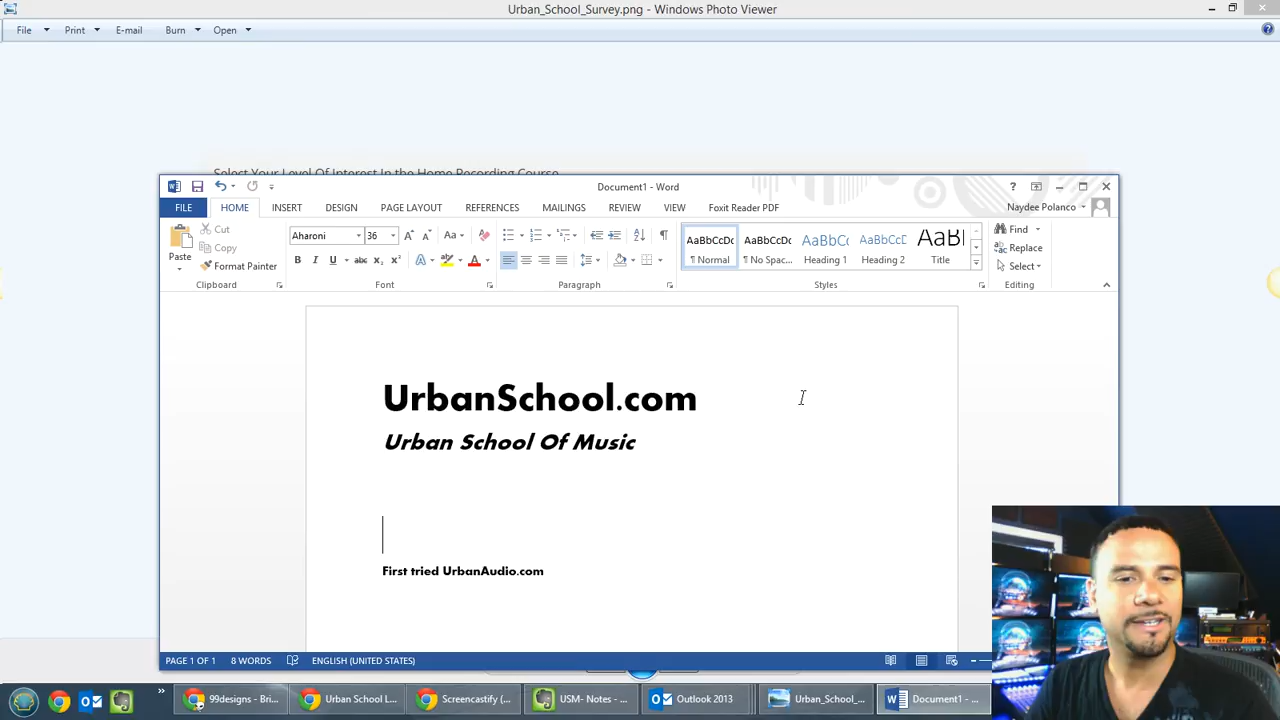 Urban_School_Survey.png - Windows Photo Viewer
File Print E-mail Burn Open
Select Your Level Of Interest In the Home Recording Course
Document1 - Word
FILE HOME INSERT DESIGN PAGE LAYOUT REFERENCES MAILINGS REVIEW VIEW Foxit Reader PDF Naydee Polanco
Paste
Cut
Copy
Format Painter
Clipboard
Aharoni 36
Font
Paragraph
AaBbCcDc AaBbCcDc AaBbCc AaBbCcD AaBl
¶ Normal ¶ No Spac... Heading 1 Heading 2 Title
Styles
Find
Replace
Select
Editing
UrbanSchool.com
Urban School Of Music
First tried UrbanAudio.com
PAGE 1 OF 1 8 WORDS ENGLISH (UNITED STATES)
99designs - Bri... Urban School L... Screencastify (... USM- Notes - ... Outlook 2013 Urban_School_... Document1 - ...